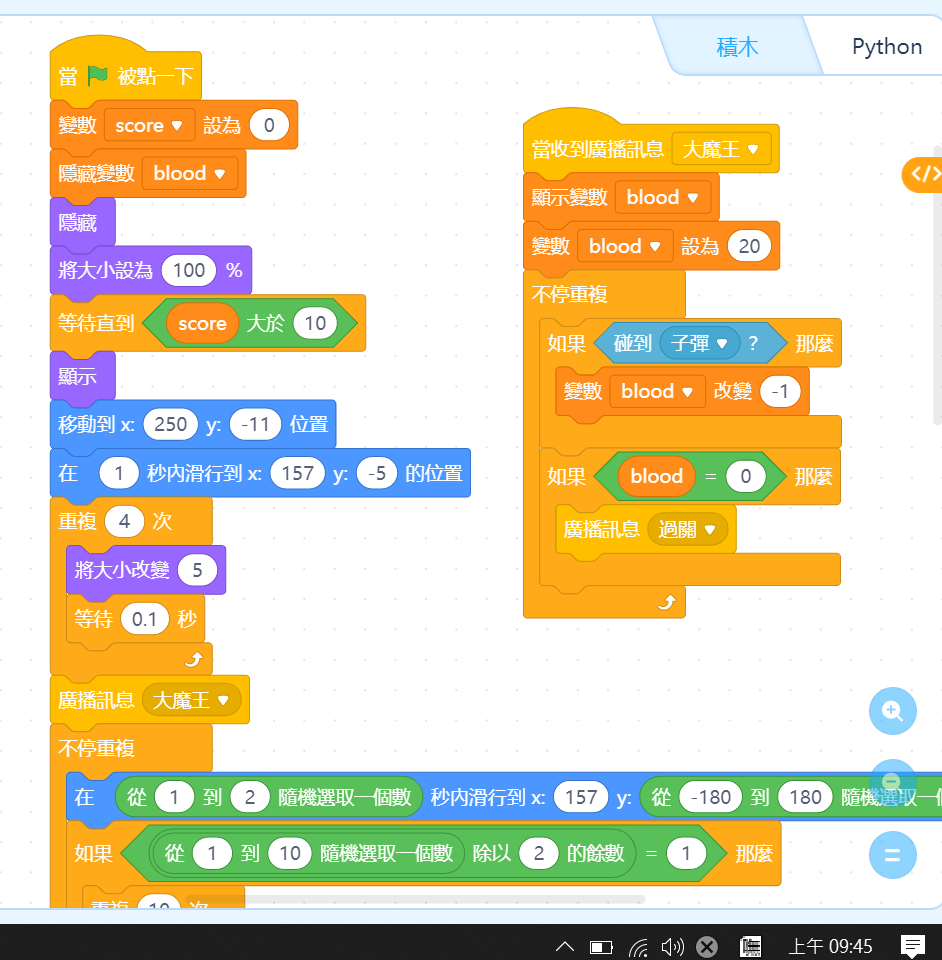 積木 Python
當 被點一下
變數 score 設為 0
隱藏變數 blood
隱藏
將大小設為 100 %
等待直到 score 大於 10
顯示
移動到 x: 250 y: -11 位置
在 1 秒內滑行到 x: 157 y: -5 的位置
重複 4 次
將大小改變 5
等待 0.1 秒
廣播訊息 大魔王
不停重複
在 從 1 到 2 隨機選取一個數 秒內滑行到 x: 157 y: 從 -180 到 180 隨機選取一個
如果 從 1 到 10 隨機選取一個數 除以 2 的餘數 = 1 那麼
重複 10 次
當收到廣播訊息 大魔王
顯示變數 blood
變數 blood 設為 20
不停重複
如果 碰到 子彈 ? 那麼
變數 blood 改變 -1
如果 blood = 0 那麼
廣播訊息 過關
</>
上午 09:45